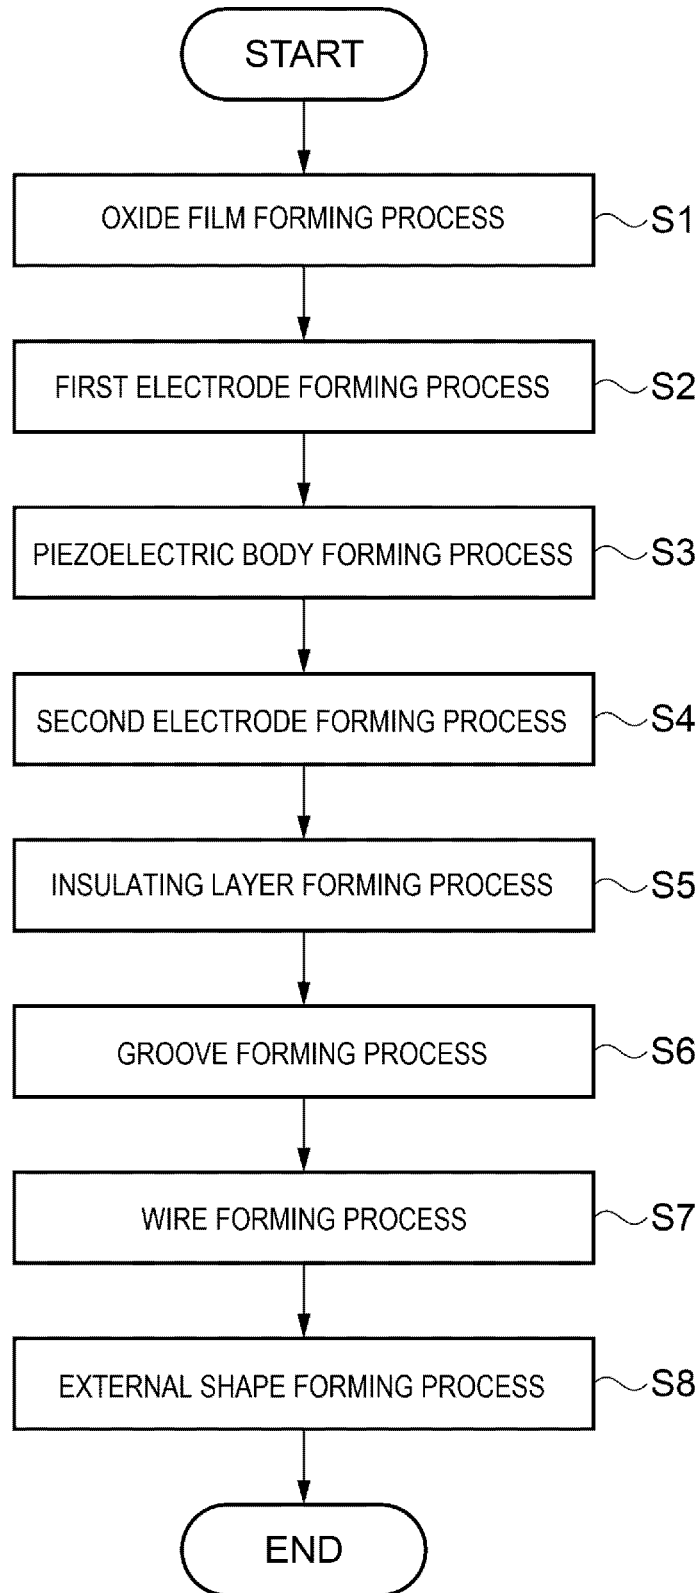 START
OXIDE FILM FORMING PROCESS S1
FIRST ELECTRODE FORMING PROCESS S2
PIEZOELECTRIC BODY FORMING PROCESS S3
SECOND ELECTRODE FORMING PROCESS S4
INSULATING LAYER FORMING PROCESS S5
GROOVE FORMING PROCESS S6
WIRE FORMING PROCESS S7
EXTERNAL SHAPE FORMING PROCESS S8
END